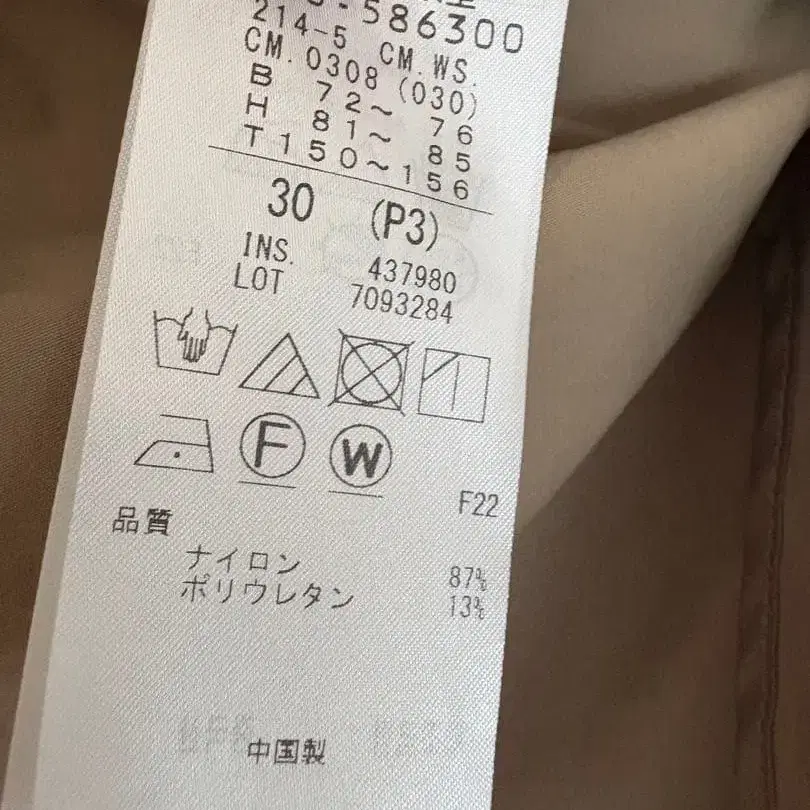 -586300
214-5 CM.WS.
CM.0308 (030)
B 72~ 76
H 81~ 85
T150~156
30 (P3)
INS. 437980
LOT 7093284
F
W
F22
品質
ナイロン 87%
ポリウレタン 13%
中国製